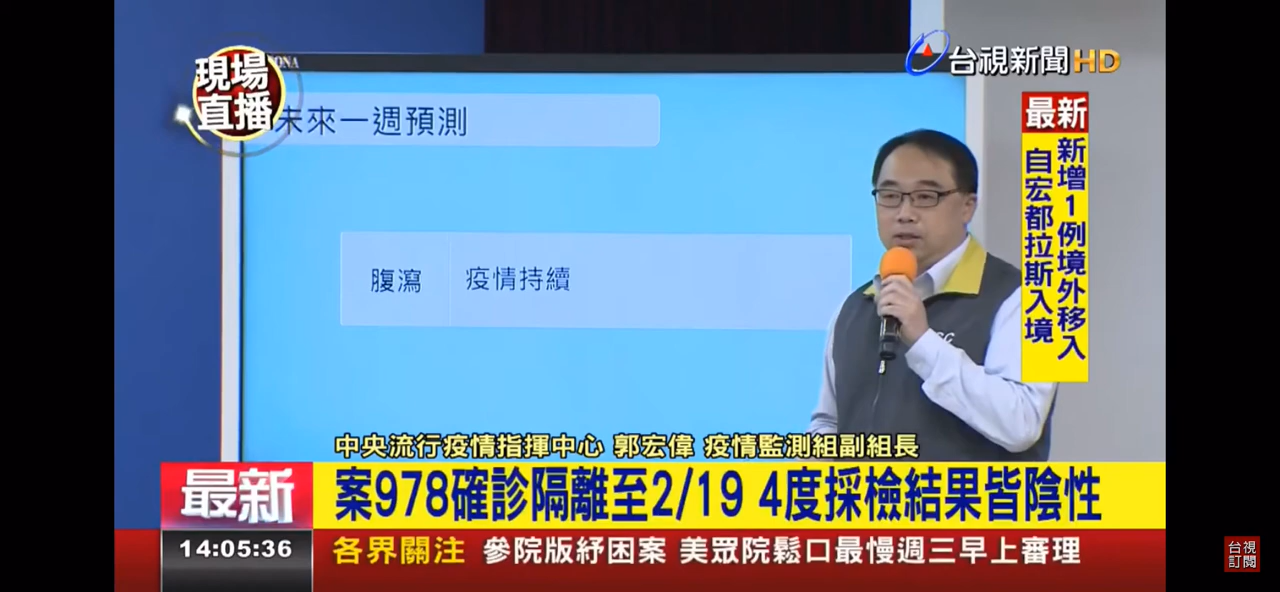 現場
直播
未來一週預測
腹瀉 疫情持續
台視新聞HD
最新
新增1例境外移入
自宏都拉斯入境
中央流行疫情指揮中心 郭宏偉 疫情監測組副組長
最新
案978確診隔離至2/19 4度採檢結果皆陰性
14:05:36
各界關注 參院版紓困案 美眾院鬆口最慢週三早上審理
台視
訂閱